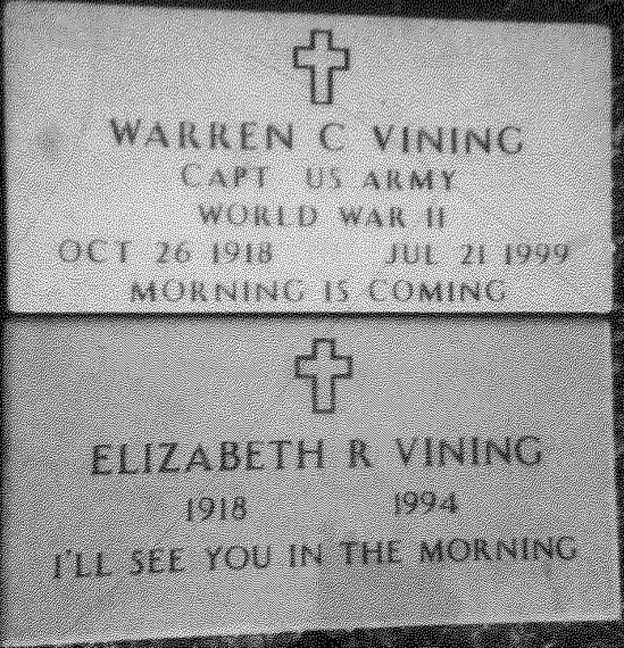 WARREN C VINING
CAPT US ARMY
WORLD WAR II
OCT 26 1918 JUL 21 1999
MORNING IS COMING
ELIZABETH R VINING
1918 1994
I'LL SEE YOU IN THE MORNING